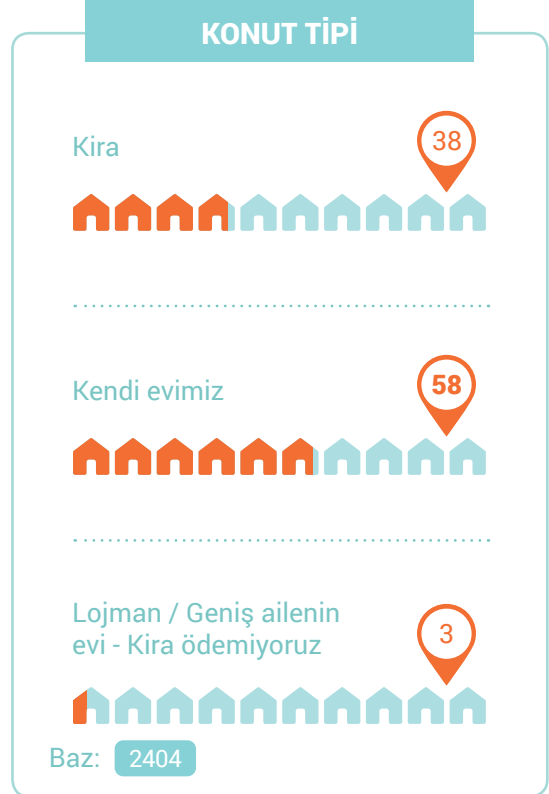 KONUT TİPİ
Kira
38
Kendi evimiz
58
Lojman / Geniş ailenin
evi - Kira ödemiyoruz
3
Baz: 2404